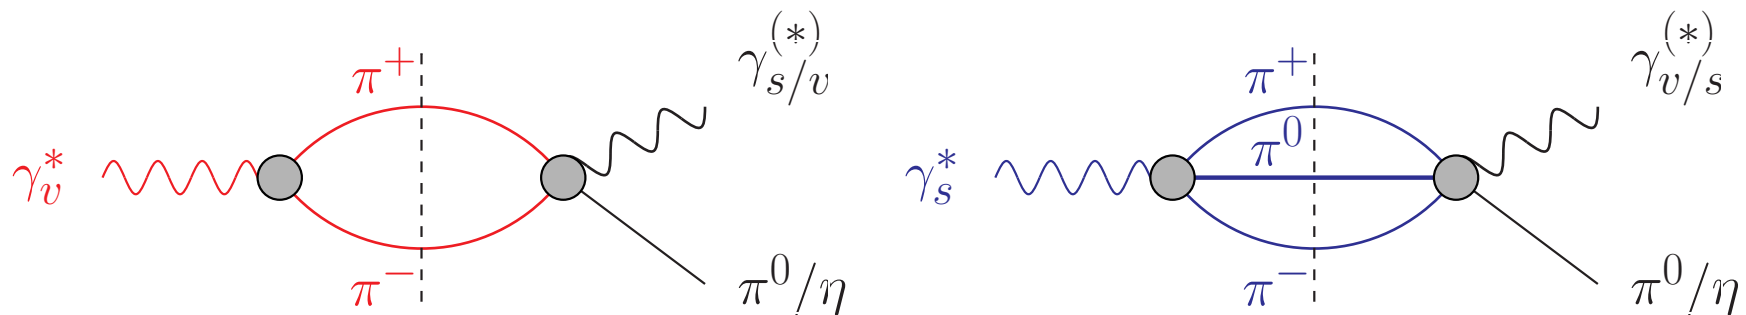 γ*v π+ π− γ(*)s/v π0/η
γ*s π+ π0 π− γ(*)v/s π0/η